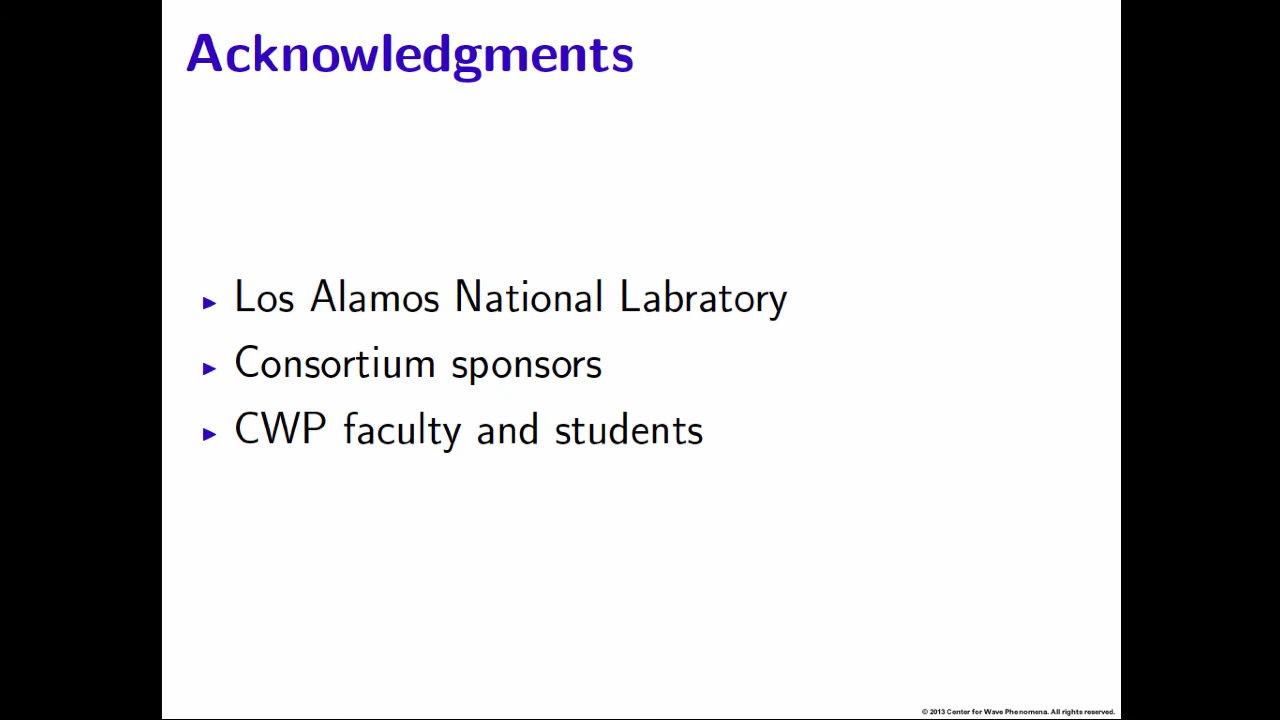 Acknowledgments
▶ Los Alamos National Labratory
▶ Consortium sponsors
▶ CWP faculty and students
© 2013 Center for Wave Phenomena. All rights reserved.